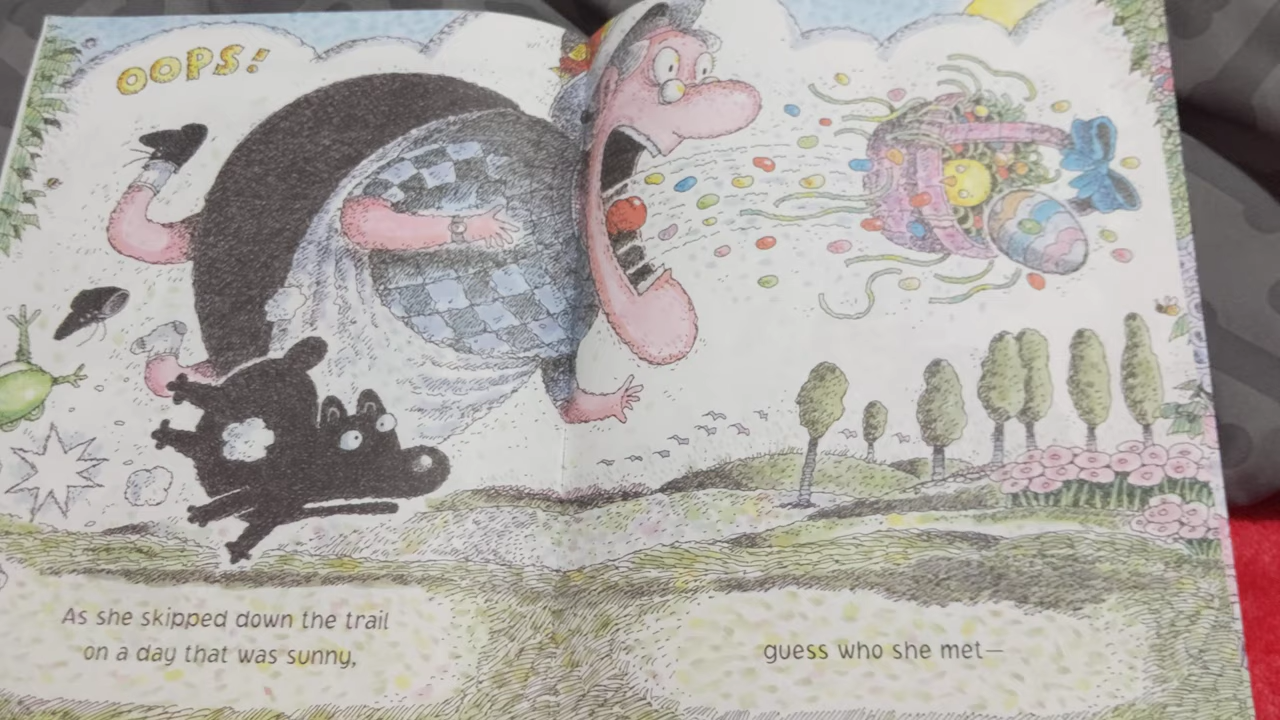 OOPS!
As she skipped down the trail
on a day that was sunny,
guess who she met—